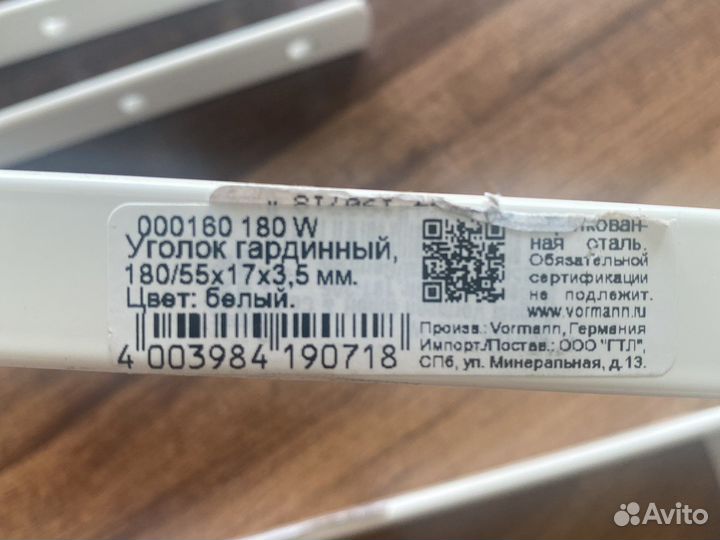 000160 180 W
Уголок гардинный,
180/55x17x3,5 мм.
Цвет: белый.
4 003984 190718
ная сталь.
Обязательной
сертификации
не подлежит.
www.vormann.ru
Произв.: Vormann, Германия
Импорт./Постав.: ООО "ГТЛ",
СПб, ул. Минеральная, д.13.
Avito